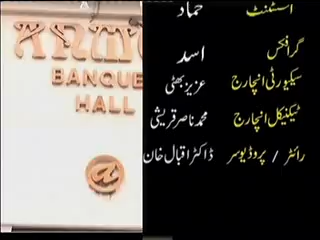 BANQUE
HALL
a
اسسٹنٹ حماد
گرافکس اسد
سیکیورٹی انچارج عزیز بھٹی
ٹیکنیکل انچارج محمد ناصر قریشی
رائٹر / پروڈیوسر ڈاکٹر اقبال خان